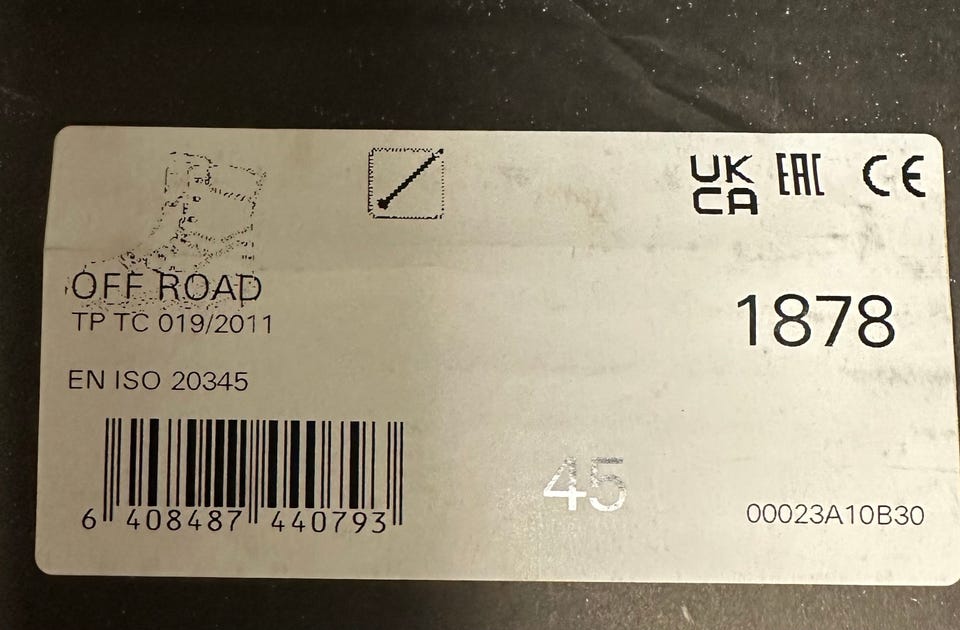 UK
CA
EAC
CE
OFF ROAD
TP TC 019/2011
1878
EN ISO 20345
6 408487 440793
45
00023A10B30